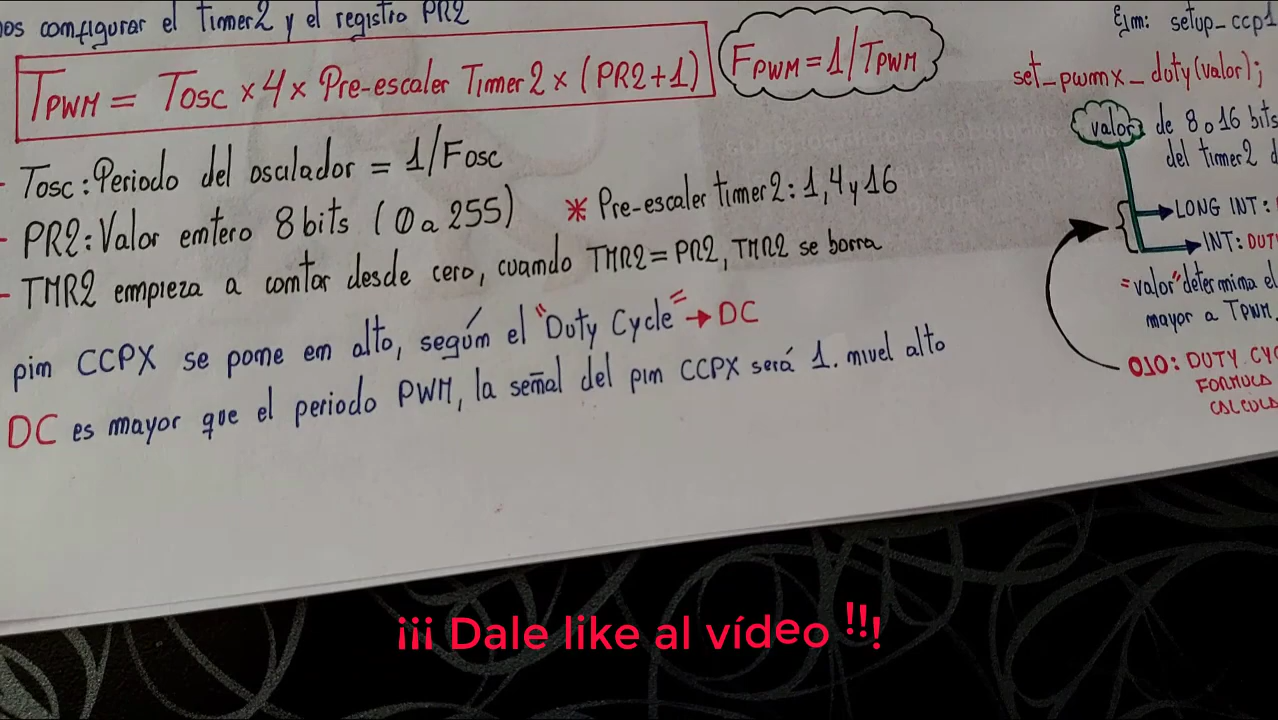 configurar el timer2 y el registro PR2
TPWM = TOSC × 4 × Pre-escaler Timer2 × (PR2+1)
FPWM = 1/TPWM
- TOSC: Periodo del oscilador = 1/FOSC
- PR2: Valor entero 8 bits (0 a 255)
* Pre-escaler timer2: 1, 4 y 16
- TMR2 empieza a contar desde cero, cuando TMR2 = PR2, TMR2 se borra
pin CCPX se pone en alto, según el "Duty Cycle" → DC
DC es mayor que el periodo PWM, la señal del pin CCPX será 1. nivel alto
Ejm: setup_ccp1
set_pwmx_duty(valor);
valor de 8 o 16 bits
del timer2
LONG INT:
INT: DUTY
"valor" determina el
mayor a TPWM.
OJO: DUTY CYC
FORMULA
CALCULA
¡¡¡ Dale like al vídeo !!!